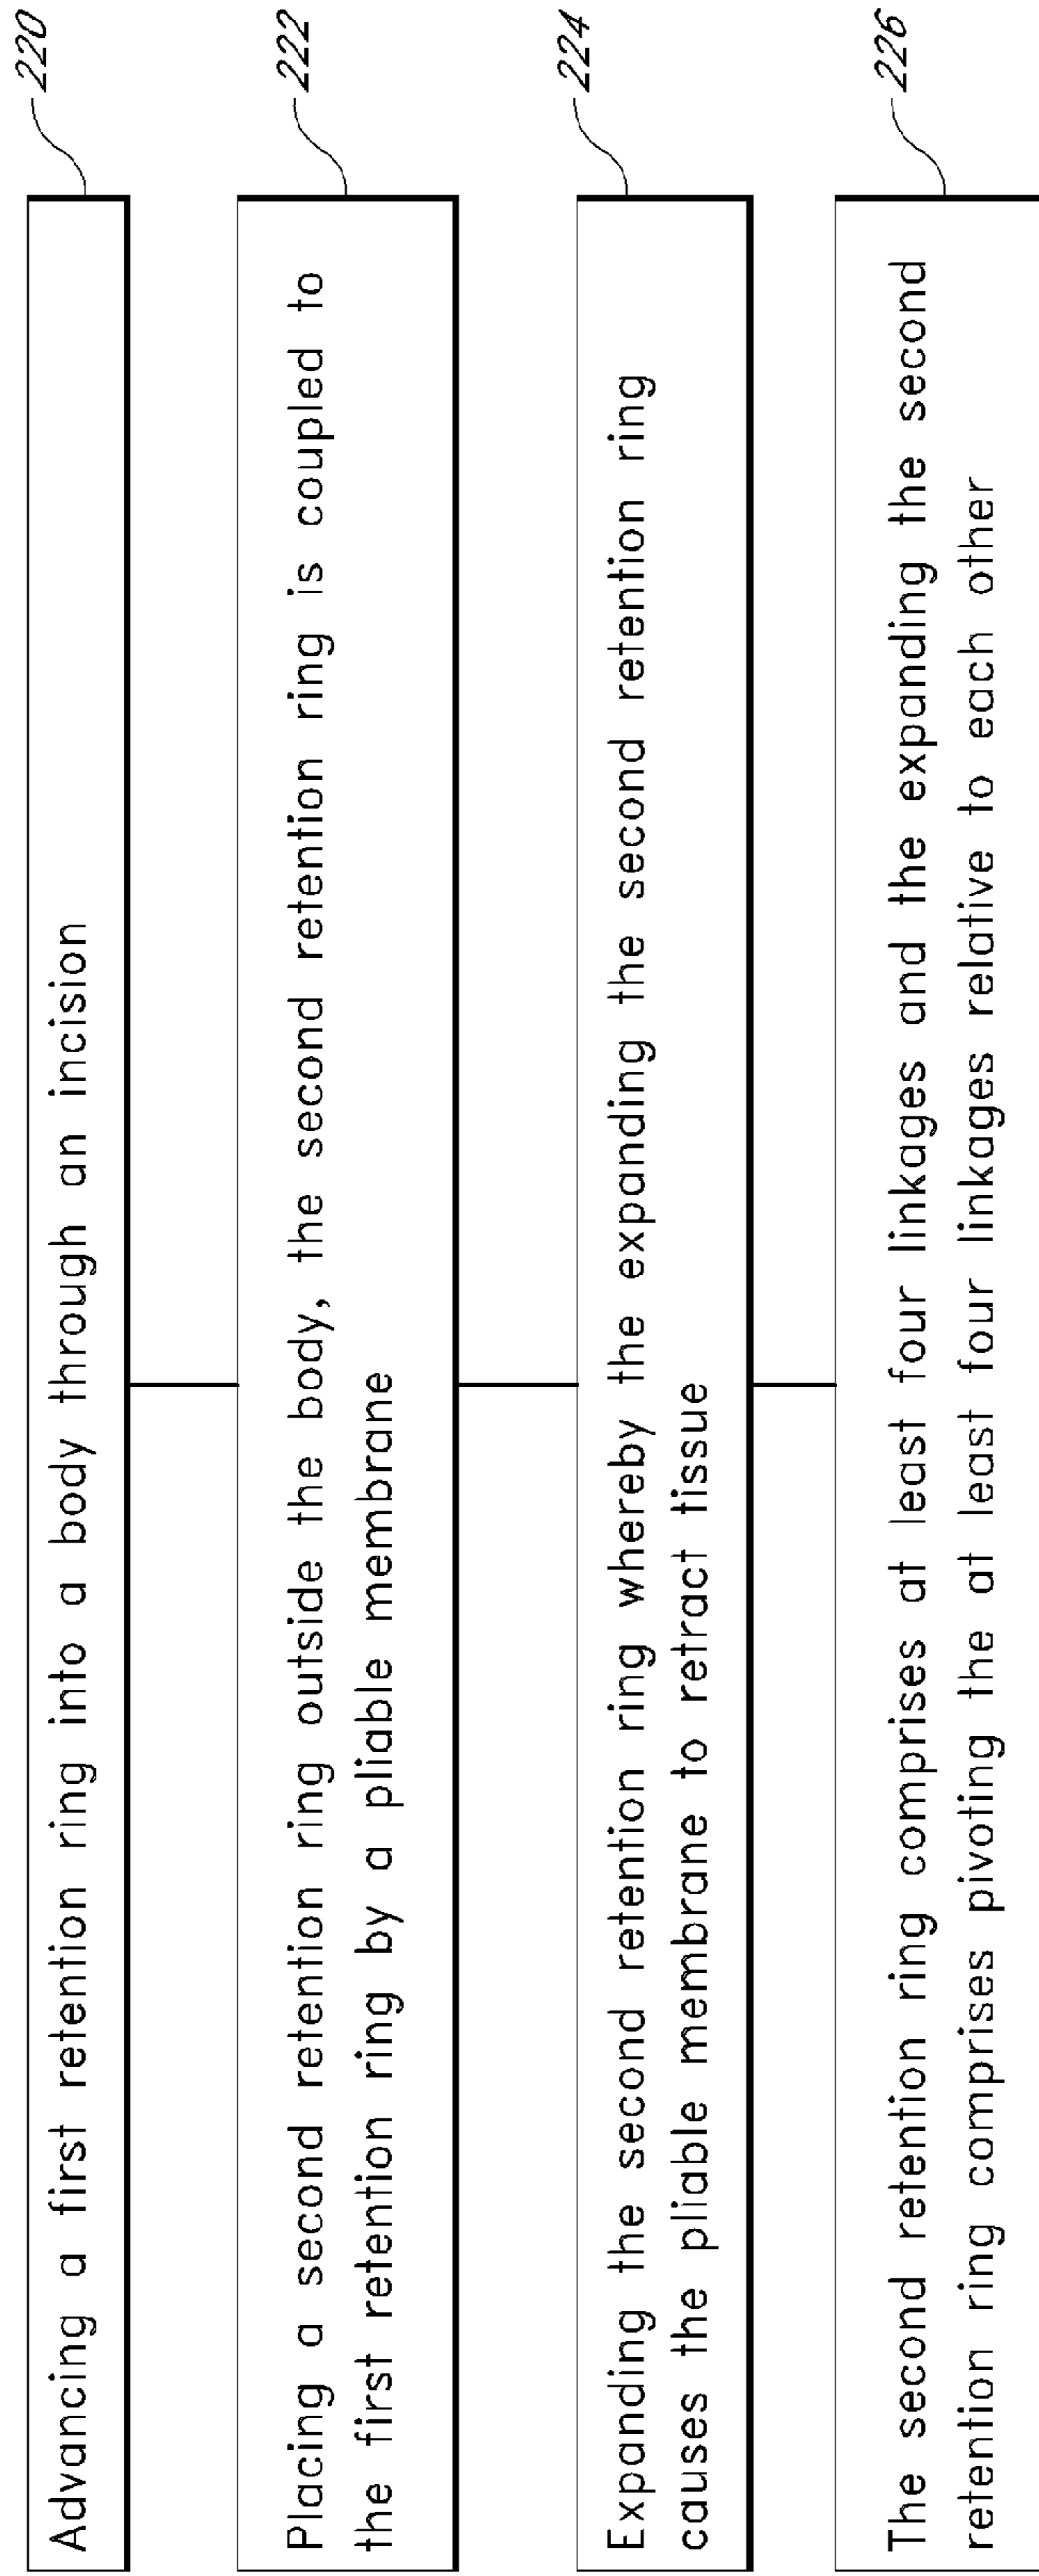 Advancing a first retention ring into a body through an incision
220
Placing a second retention ring outside the body, the second retention ring is coupled to
the first retention ring by a pliable membrane
222
Expanding the second retention ring whereby the expanding the second retention ring
causes the pliable membrane to retract tissue
224
The second retention ring comprises at least four linkages and the expanding the second
retention ring comprises pivoting the at least four linkages relative to each other
226